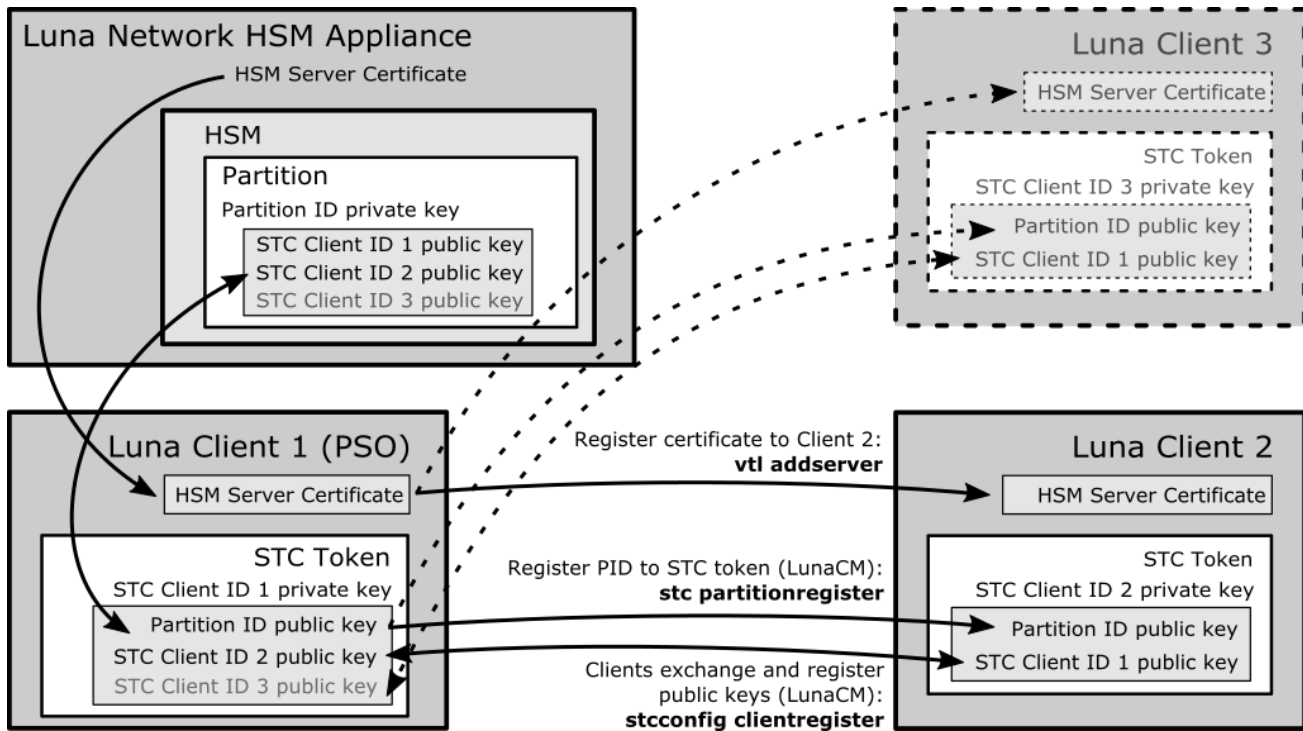 Luna Network HSM Appliance
HSM Server Certificate
HSM
Partition
Partition ID private key
STC Client ID 1 public key
STC Client ID 2 public key
STC Client ID 3 public key
Luna Client 3
HSM Server Certificate
STC Token
STC Client ID 3 private key
Partition ID public key
STC Client ID 1 public key
Luna Client 1 (PSO)
HSM Server Certificate
STC Token
STC Client ID 1 private key
Partition ID public key
STC Client ID 2 public key
STC Client ID 3 public key
Register certificate to Client 2:
vtl addserver
Register PID to STC token (LunaCM):
stc partitionregister
Clients exchange and register
public keys (LunaCM):
stcconfig clientregister
Luna Client 2
HSM Server Certificate
STC Token
STC Client ID 2 private key
Partition ID public key
STC Client ID 1 public key